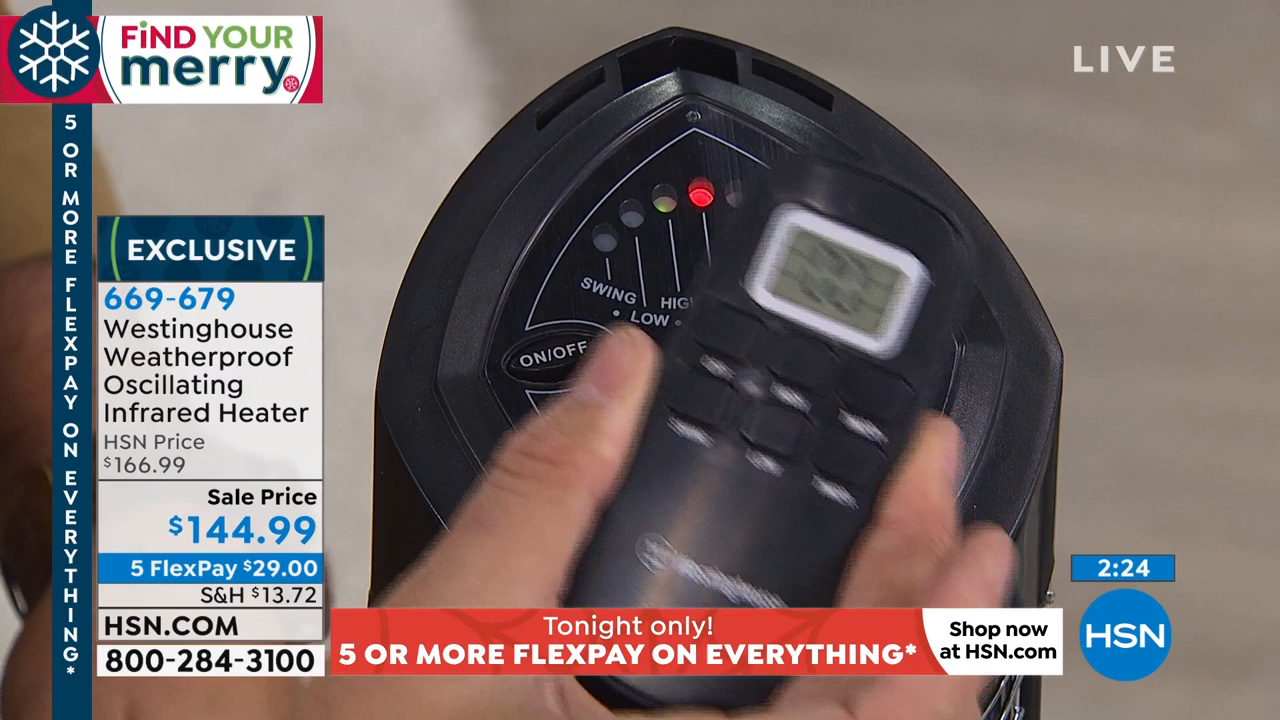 FiND YOUR
merry
LIVE
5 OR MORE FLEXPAY ON EVERYTHING*
EXCLUSIVE
669-679
Westinghouse
Weatherproof
Oscillating
Infrared Heater
HSN Price
$166.99
Sale Price
$144.99
5 FlexPay $29.00
S&H $13.72
HSN.COM
800-284-3100
SWING
HIGH
• LOW •
ON/OFF
Tonight only!
5 OR MORE FLEXPAY ON EVERYTHING*
Shop now
at HSN.com
2:24
HSN